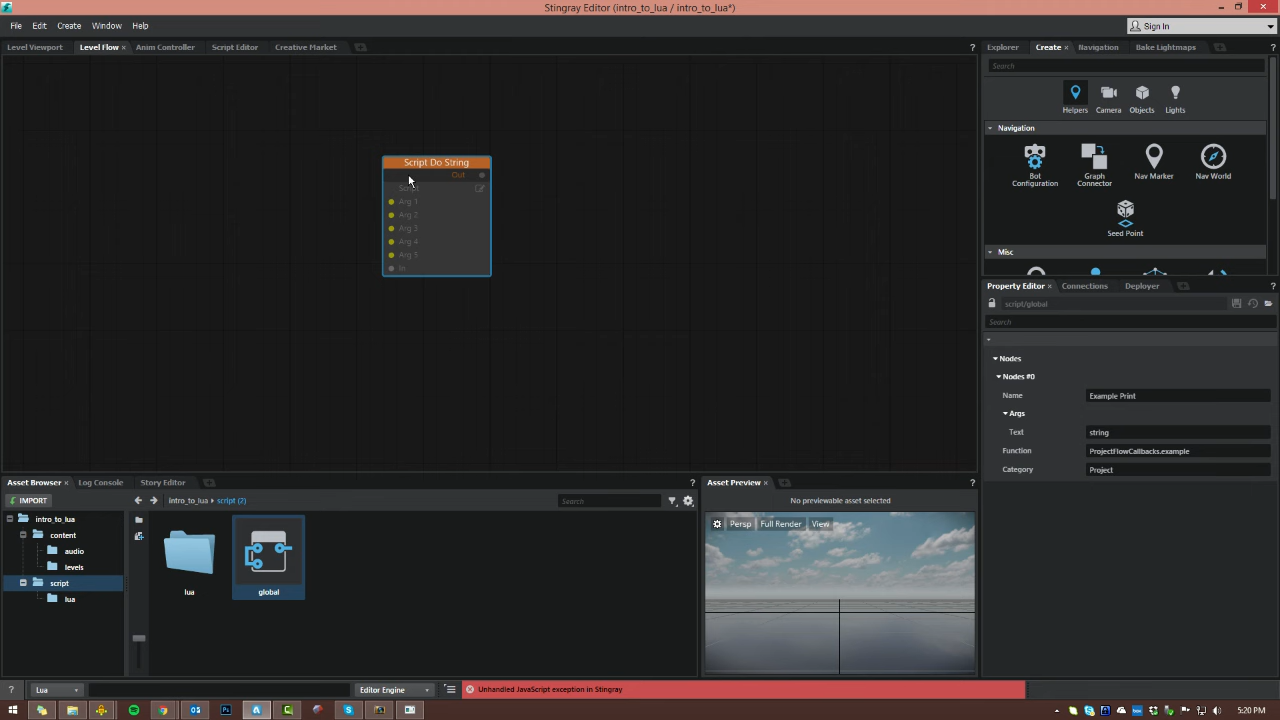 Stingray Editor (intro_to_lua / intro_to_lua*)
File Edit Create Window Help
Sign In
Level Viewport Level Flow Anim Controller Script Editor Creative Market
Explorer Create Navigation Bake Lightmaps
Search
Helpers Camera Objects Lights
Navigation
Bot Configuration
Graph Connector
Nav Marker
Nav World
Seed Point
Misc
Script Do String
Out
Script
Arg 1
Arg 2
Arg 3
Arg 4
Arg 5
In
Property Editor Connections Deployer
script/global
Search
Nodes
Nodes #0
Name Example Print
Args
Text string
Function ProjectFlowCallbacks.example
Category Project
Asset Browser Log Console Story Editor
IMPORT
intro_to_lua script (2)
Search
intro_to_lua
content
audio
levels
script
lua
lua
global
Asset Preview
No previewable asset selected
Persp Full Render View
? Lua
Editor Engine
Unhandled JavaScript exception in Stingray
5:20 PM